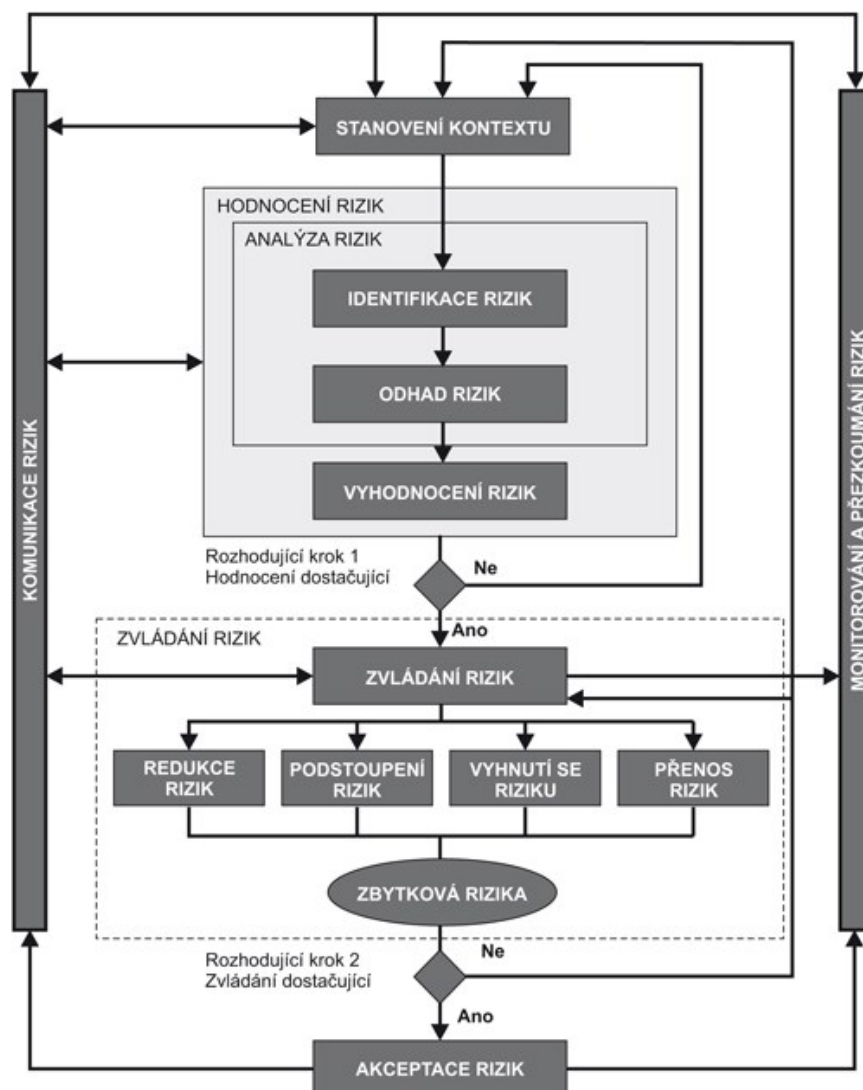 STANOVENÍ KONTEXTU
HODNOCENÍ RIZIK
ANALÝZA RIZIK
IDENTIFIKACE RIZIK
ODHAD RIZIK
VYHODNOCENÍ RIZIK
KOMUNIKACE RIZIK
MONITOROVÁNÍ A PŘEZKOUMÁNÍ RIZIK
Rozhodující krok 1
Hodnocení dostačující
Ne
Ano
ZVLÁDÁNÍ RIZIK
ZVLÁDÁNÍ RIZIK
REDUKCE
RIZIK
PODSTOUPENÍ
RIZIK
VYHNUTÍ SE
RIZIKU
PŘENOS
RIZIK
ZBYTKOVÁ RIZIKA
Rozhodující krok 2
Zvládání dostačující
Ne
Ano
AKCEPTACE RIZIK